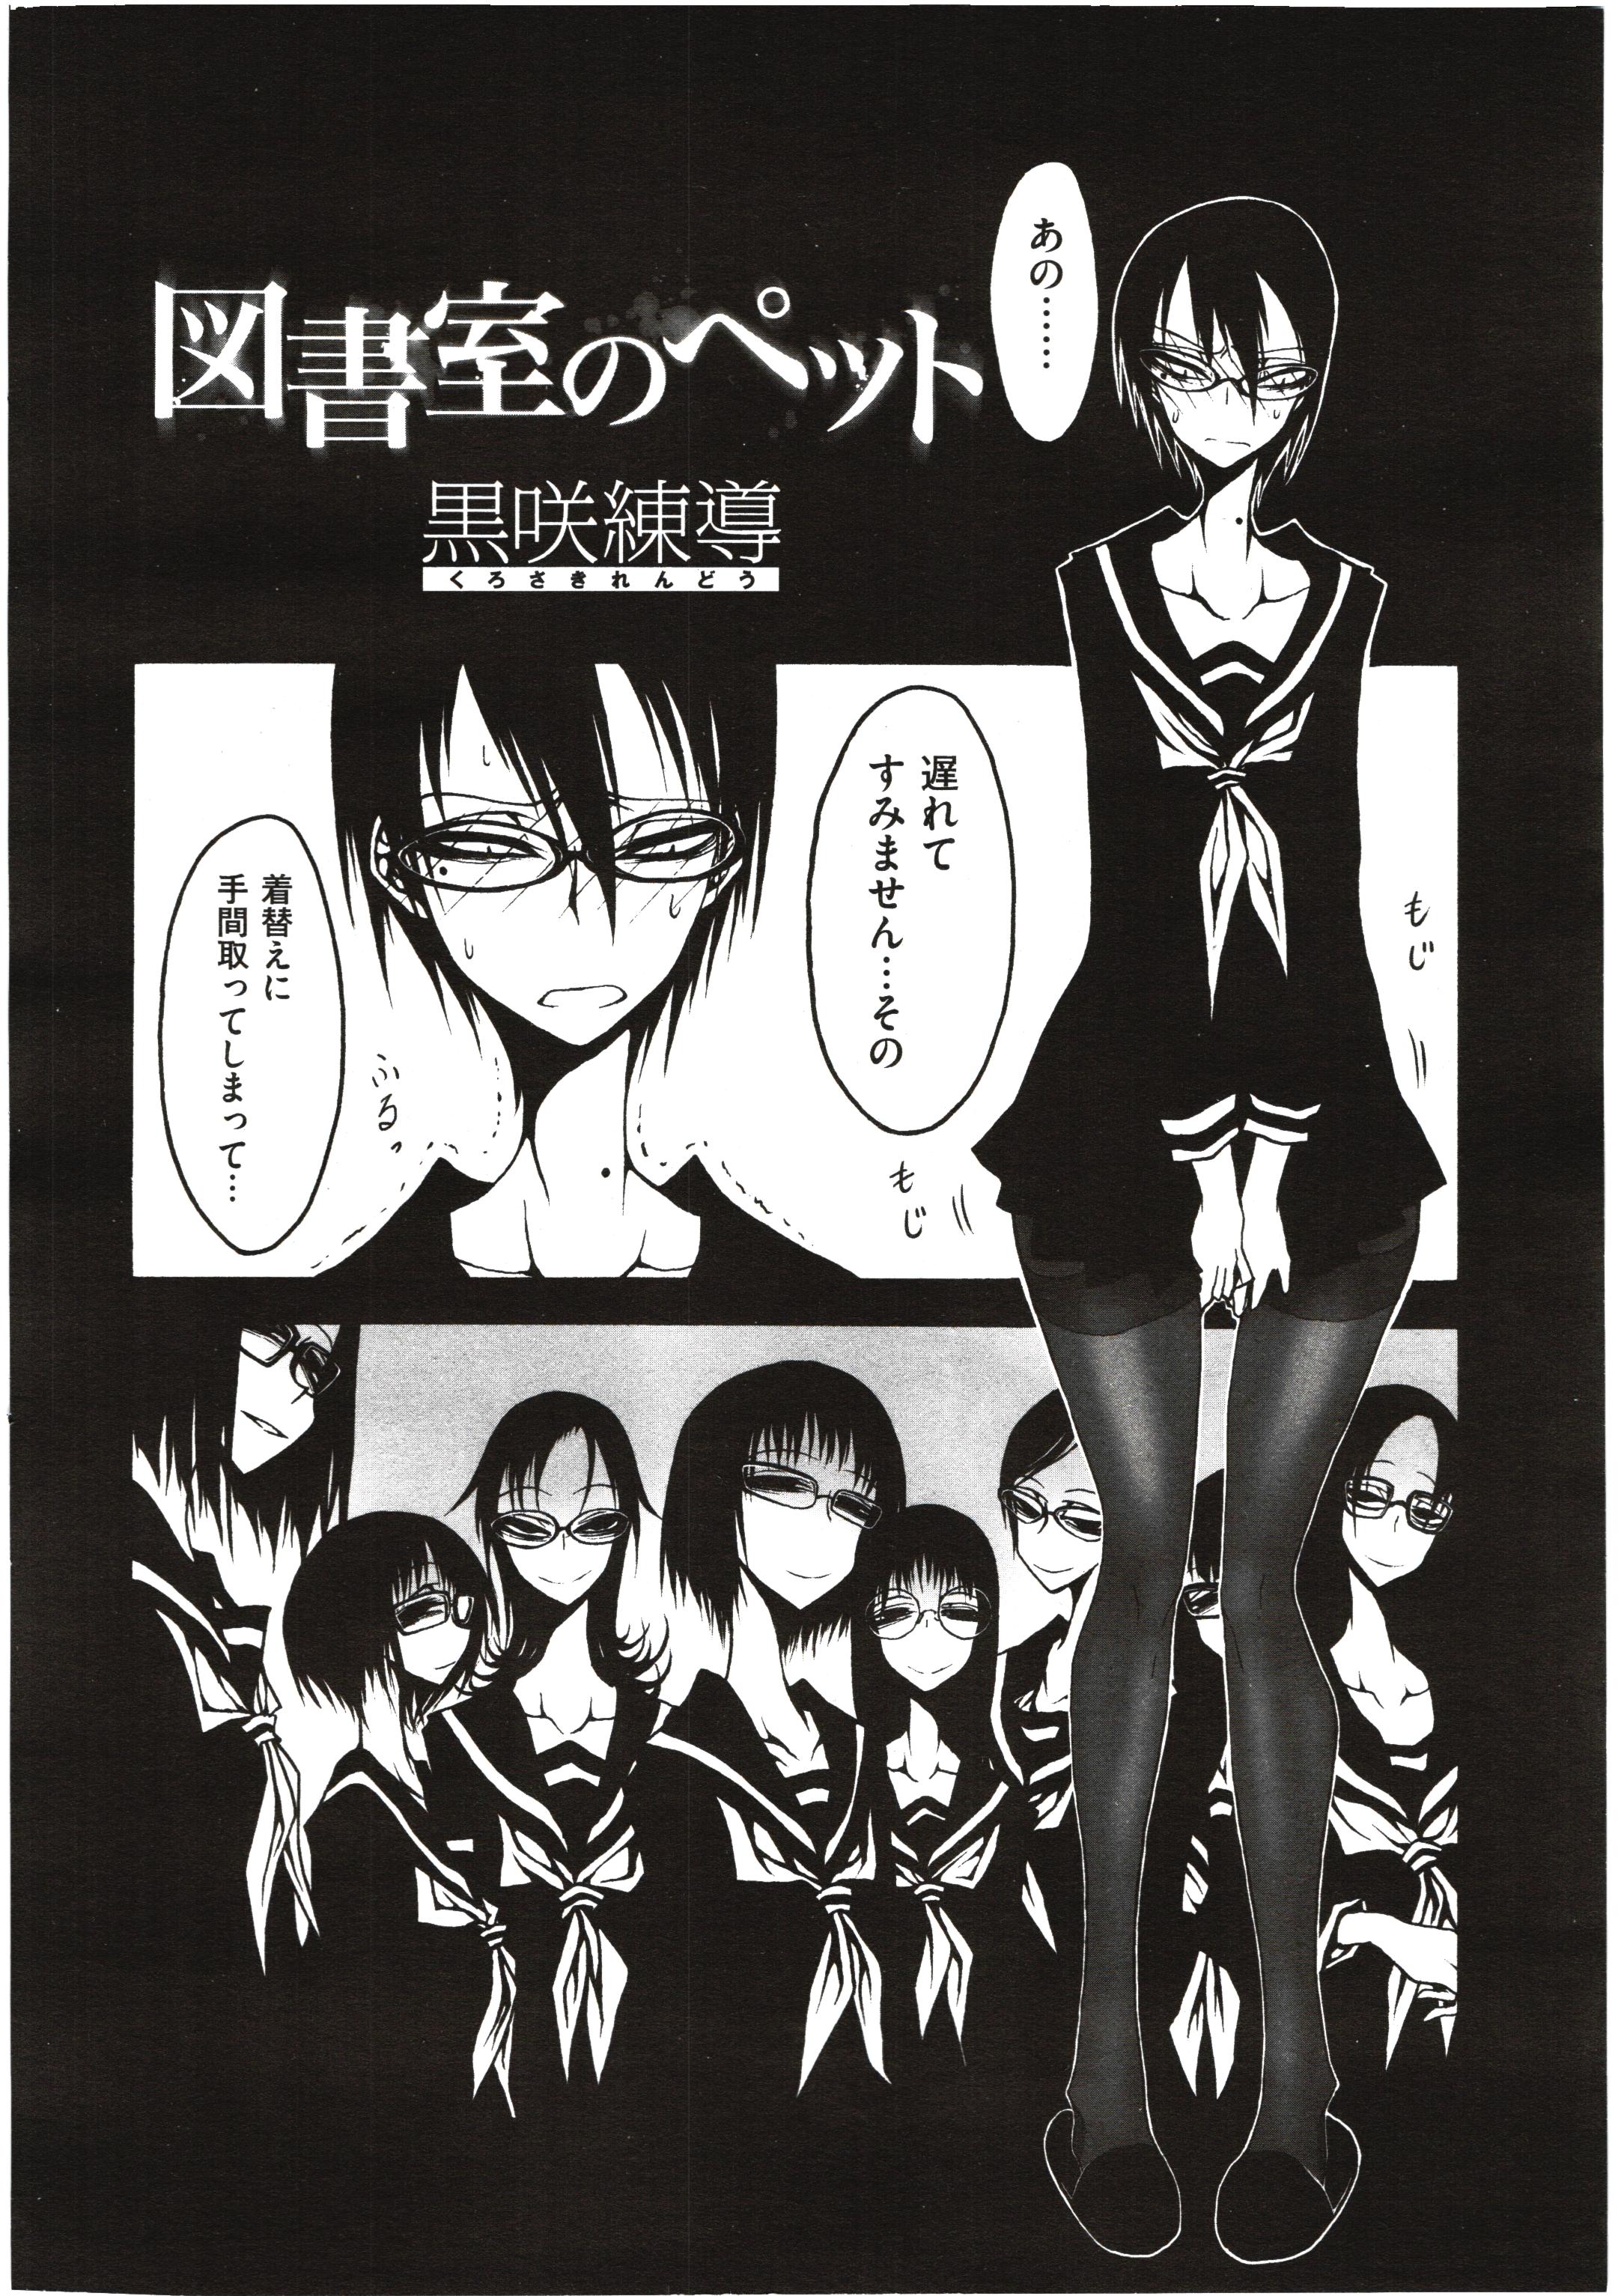 図書室のペット
黒咲練導
くろさきれんどう
あの……
遅れて
すみません…その
もじ
もじ
着替えに
手間取ってしまって…
ふるっ